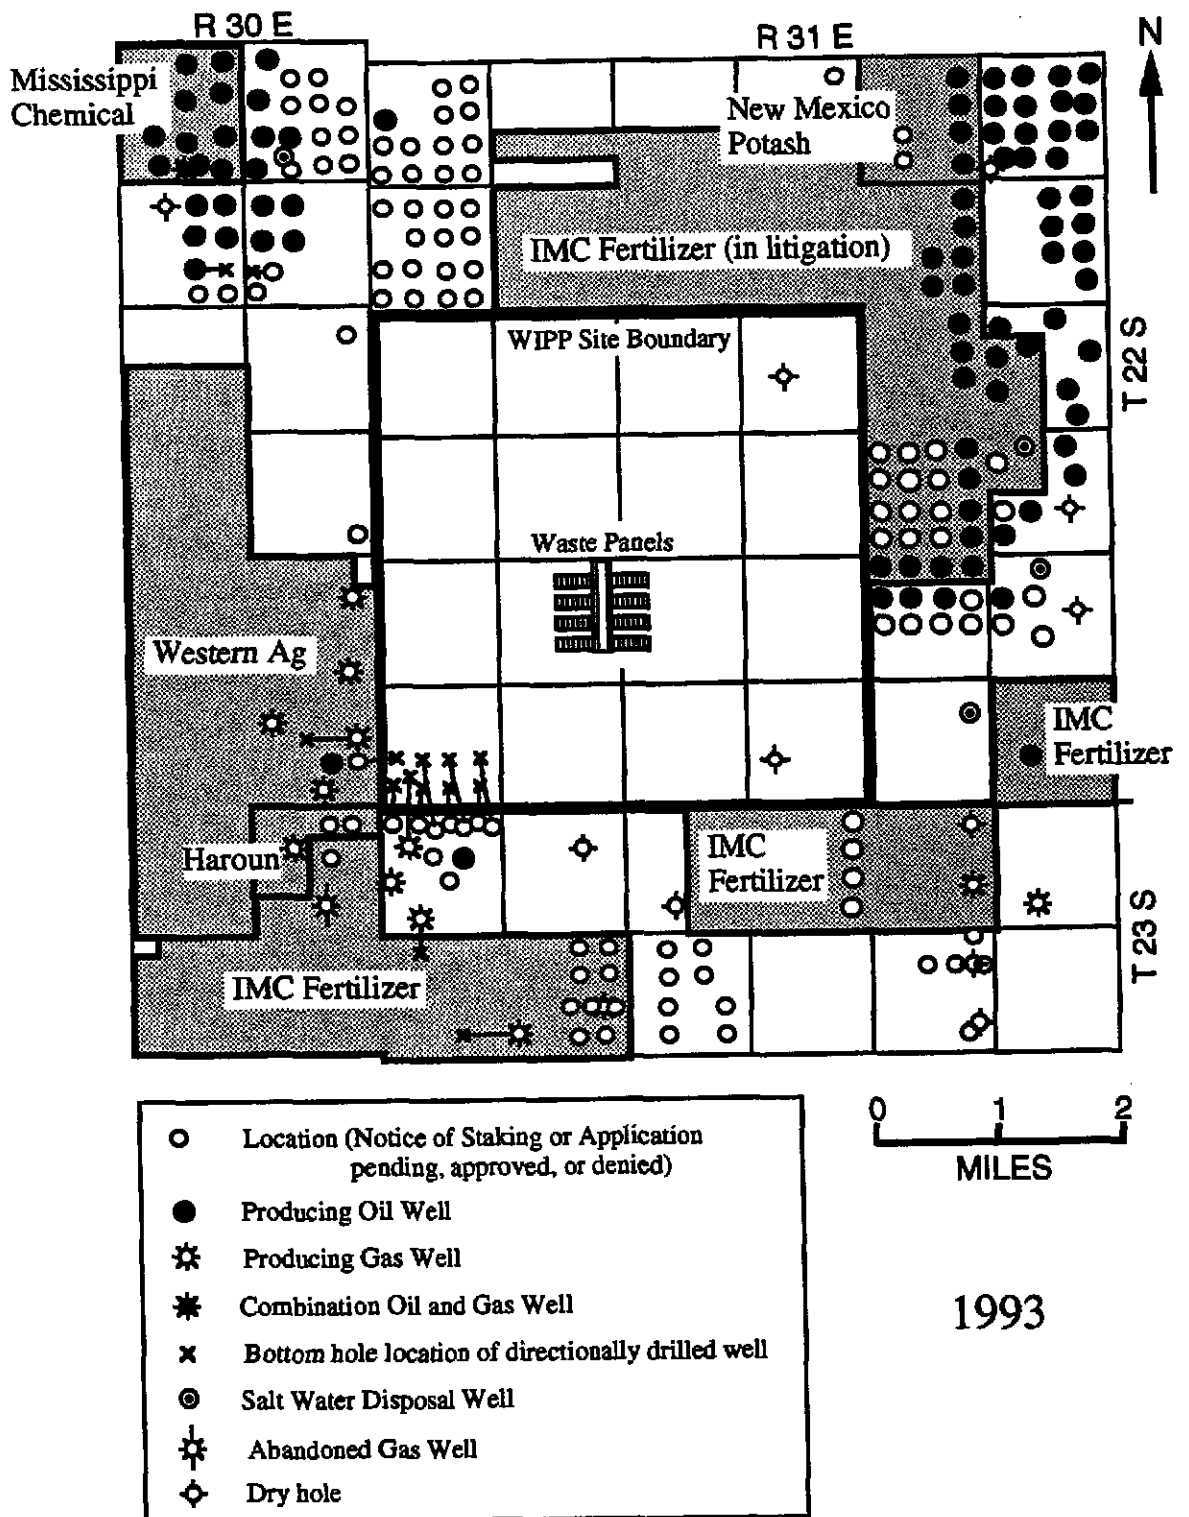 R 30 E
R 31 E
N
Mississippi
Chemical
New Mexico
Potash
IMC Fertilizer (in litigation)
WIPP Site Boundary
T 22 S
Waste Panels
Western Ag
IMC
Fertilizer
Haroun
IMC
Fertilizer
T 23 S
IMC Fertilizer
0 1 2
MILES
Location (Notice of Staking or Application
pending, approved, or denied)
Producing Oil Well
Producing Gas Well
Combination Oil and Gas Well
Bottom hole location of directionally drilled well
Salt Water Disposal Well
Abandoned Gas Well
Dry hole
1993